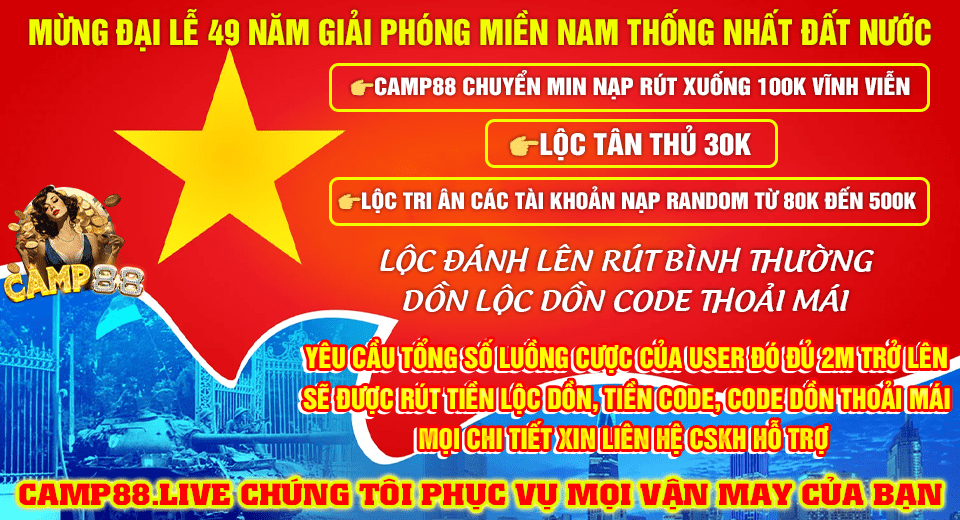 MỪNG ĐẠI LỄ 49 NĂM GIẢI PHÓNG MIỀN NAM THỐNG NHẤT ĐẤT NƯỚC
👉CAMP88 CHUYỂN MIN NẠP RÚT XUỐNG 100K VĨNH VIỄN
👉LỘC TÂN THỦ 30K
👉LỘC TRI ÂN CÁC TÀI KHOẢN NẠP RANDOM TỪ 80K ĐẾN 500K
CAMP88
LỘC ĐÁNH LÊN RÚT BÌNH THƯỜNG
DỒN LỘC DỒN CODE THOẢI MÁI
YÊU CẦU TỔNG SỐ LUỒNG CƯỢC CỦA USER ĐÓ ĐỦ 2M TRỞ LÊN
SẼ ĐƯỢC RÚT TIỀN LỘC DỒN, TIỀN CODE, CODE DỒN THOẢI MÁI
MỌI CHI TIẾT XIN LIÊN HỆ CSKH HỖ TRỢ
CAMP88.LIVE CHÚNG TÔI PHỤC VỤ MỌI VẬN MAY CỦA BẠN